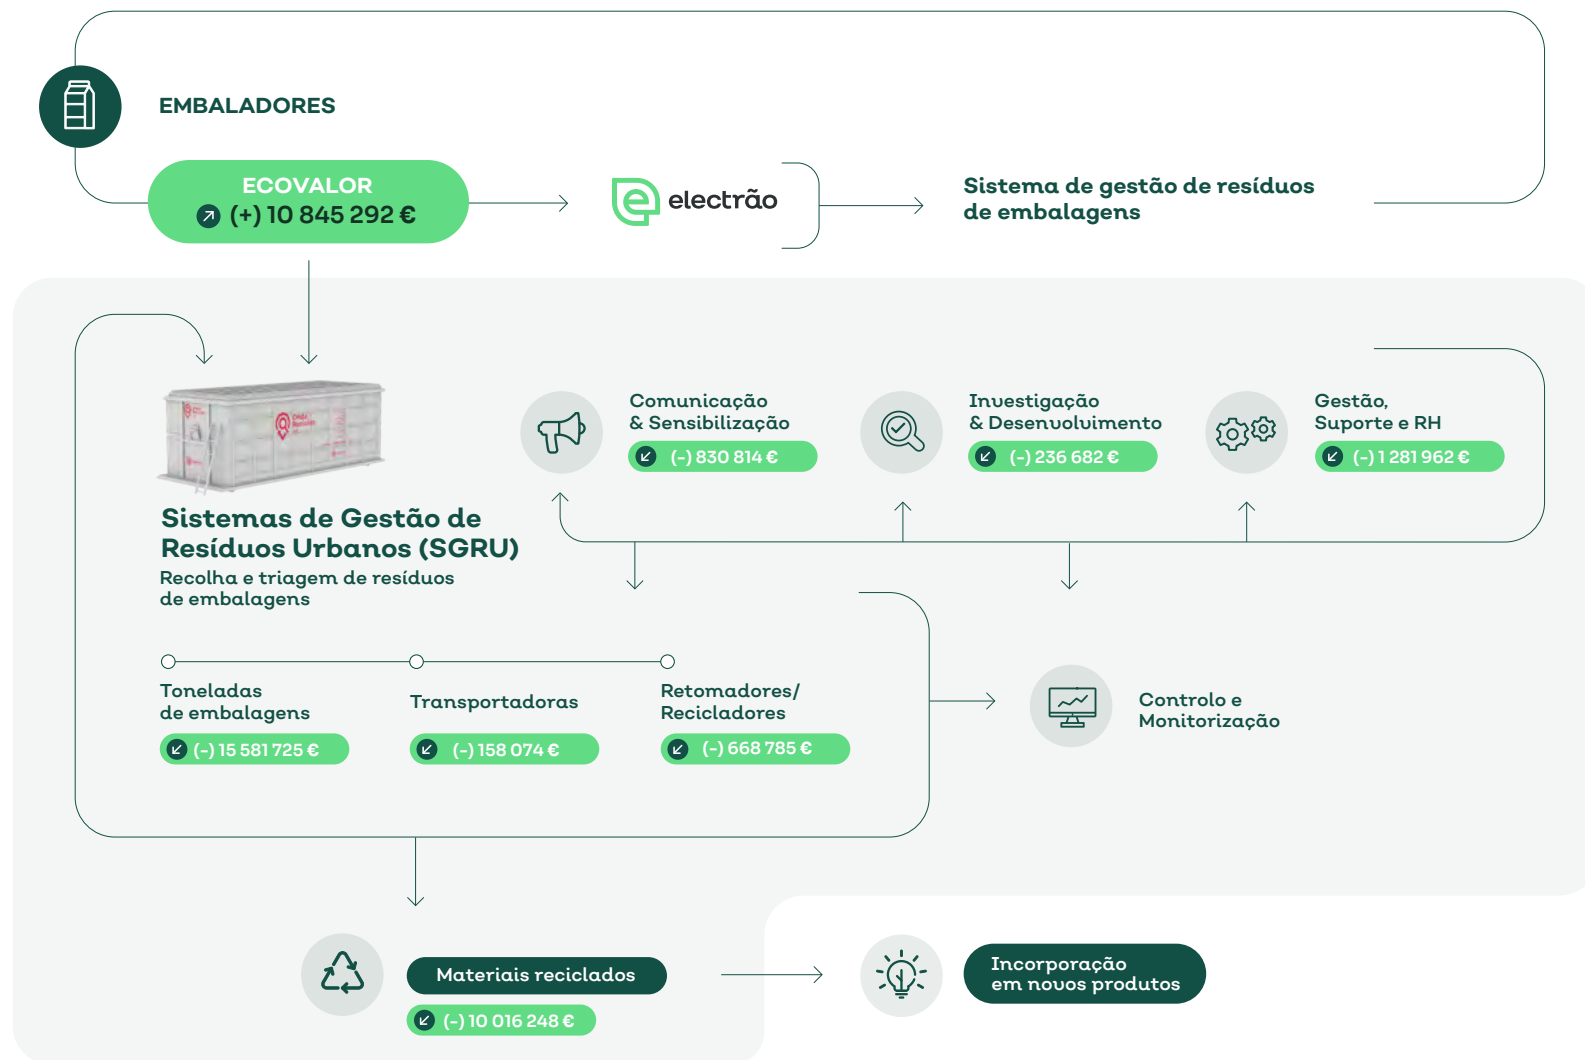 EMBALADORES
ECOVALOR
(+) 10 845 292 €
electrão
Sistema de gestão de resíduos
de embalagens
Comunicação
& Sensibilização
(-) 830 814 €
Investigação
& Desenvolvimento
(-) 236 682 €
Gestão,
Suporte e RH
(-) 1 281 962 €
Sistemas de Gestão de
Resíduos Urbanos (SGRU)
Recolha e triagem de resíduos
de embalagens
Toneladas
de embalagens
(-) 15 581 725 €
Transportadoras
(-) 158 074 €
Retomadores/
Recicladores
(-) 668 785 €
Controlo e
Monitorização
Materiais reciclados
(-) 10 016 248 €
Incorporação
em novos produtos